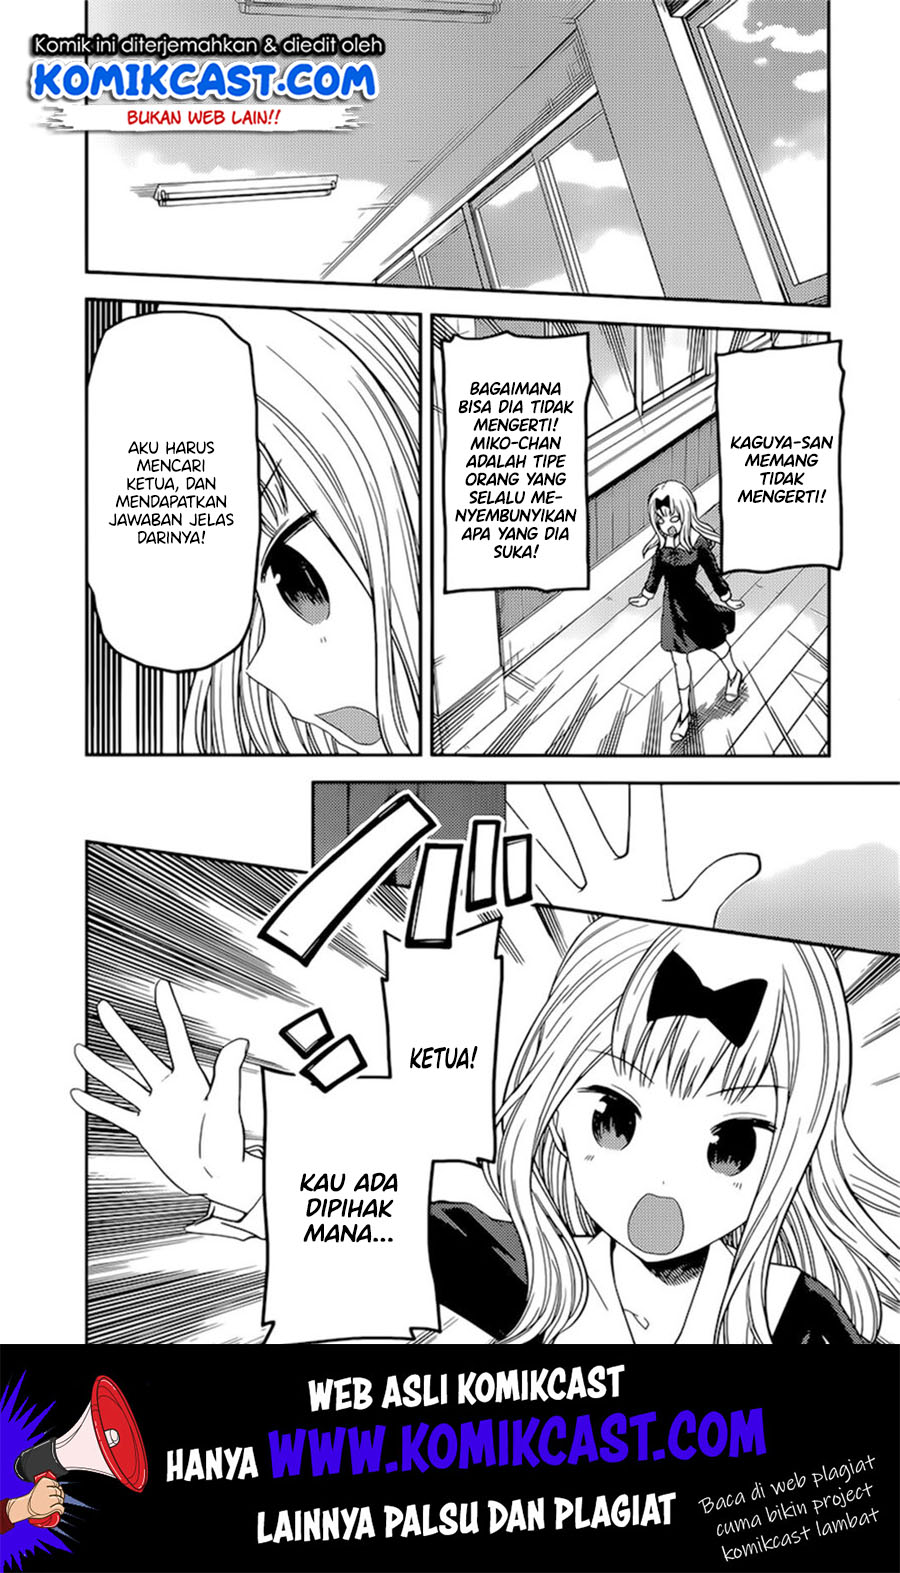 Komik ini diterjemahkan & diedit oleh
KOMIKCAST.COM
BUKAN WEB LAIN!!
KAGUYA-SAN
MEMANG
TIDAK
MENGERTI!
BAGAIMANA
BISA DIA TIDAK
MENGERTI!
MIKO-CHAN
ADALAH TIPE
ORANG YANG
SELALU ME-
NYEMBUNYIKAN
APA YANG DIA
SUKA!
AKU HARUS
MENCARI
KETUA, DAN
MENDAPATKAN
JAWABAN JELAS
DARINYA!
KETUA!
KAU ADA
DIPIHAK
MANA...
WEB ASLI KOMIKCAST
HANYA WWW.KOMIKCAST.COM
LAINNYA PALSU DAN PLAGIAT
Baca di web plagiat
cuma bikin project
komikcast lambat